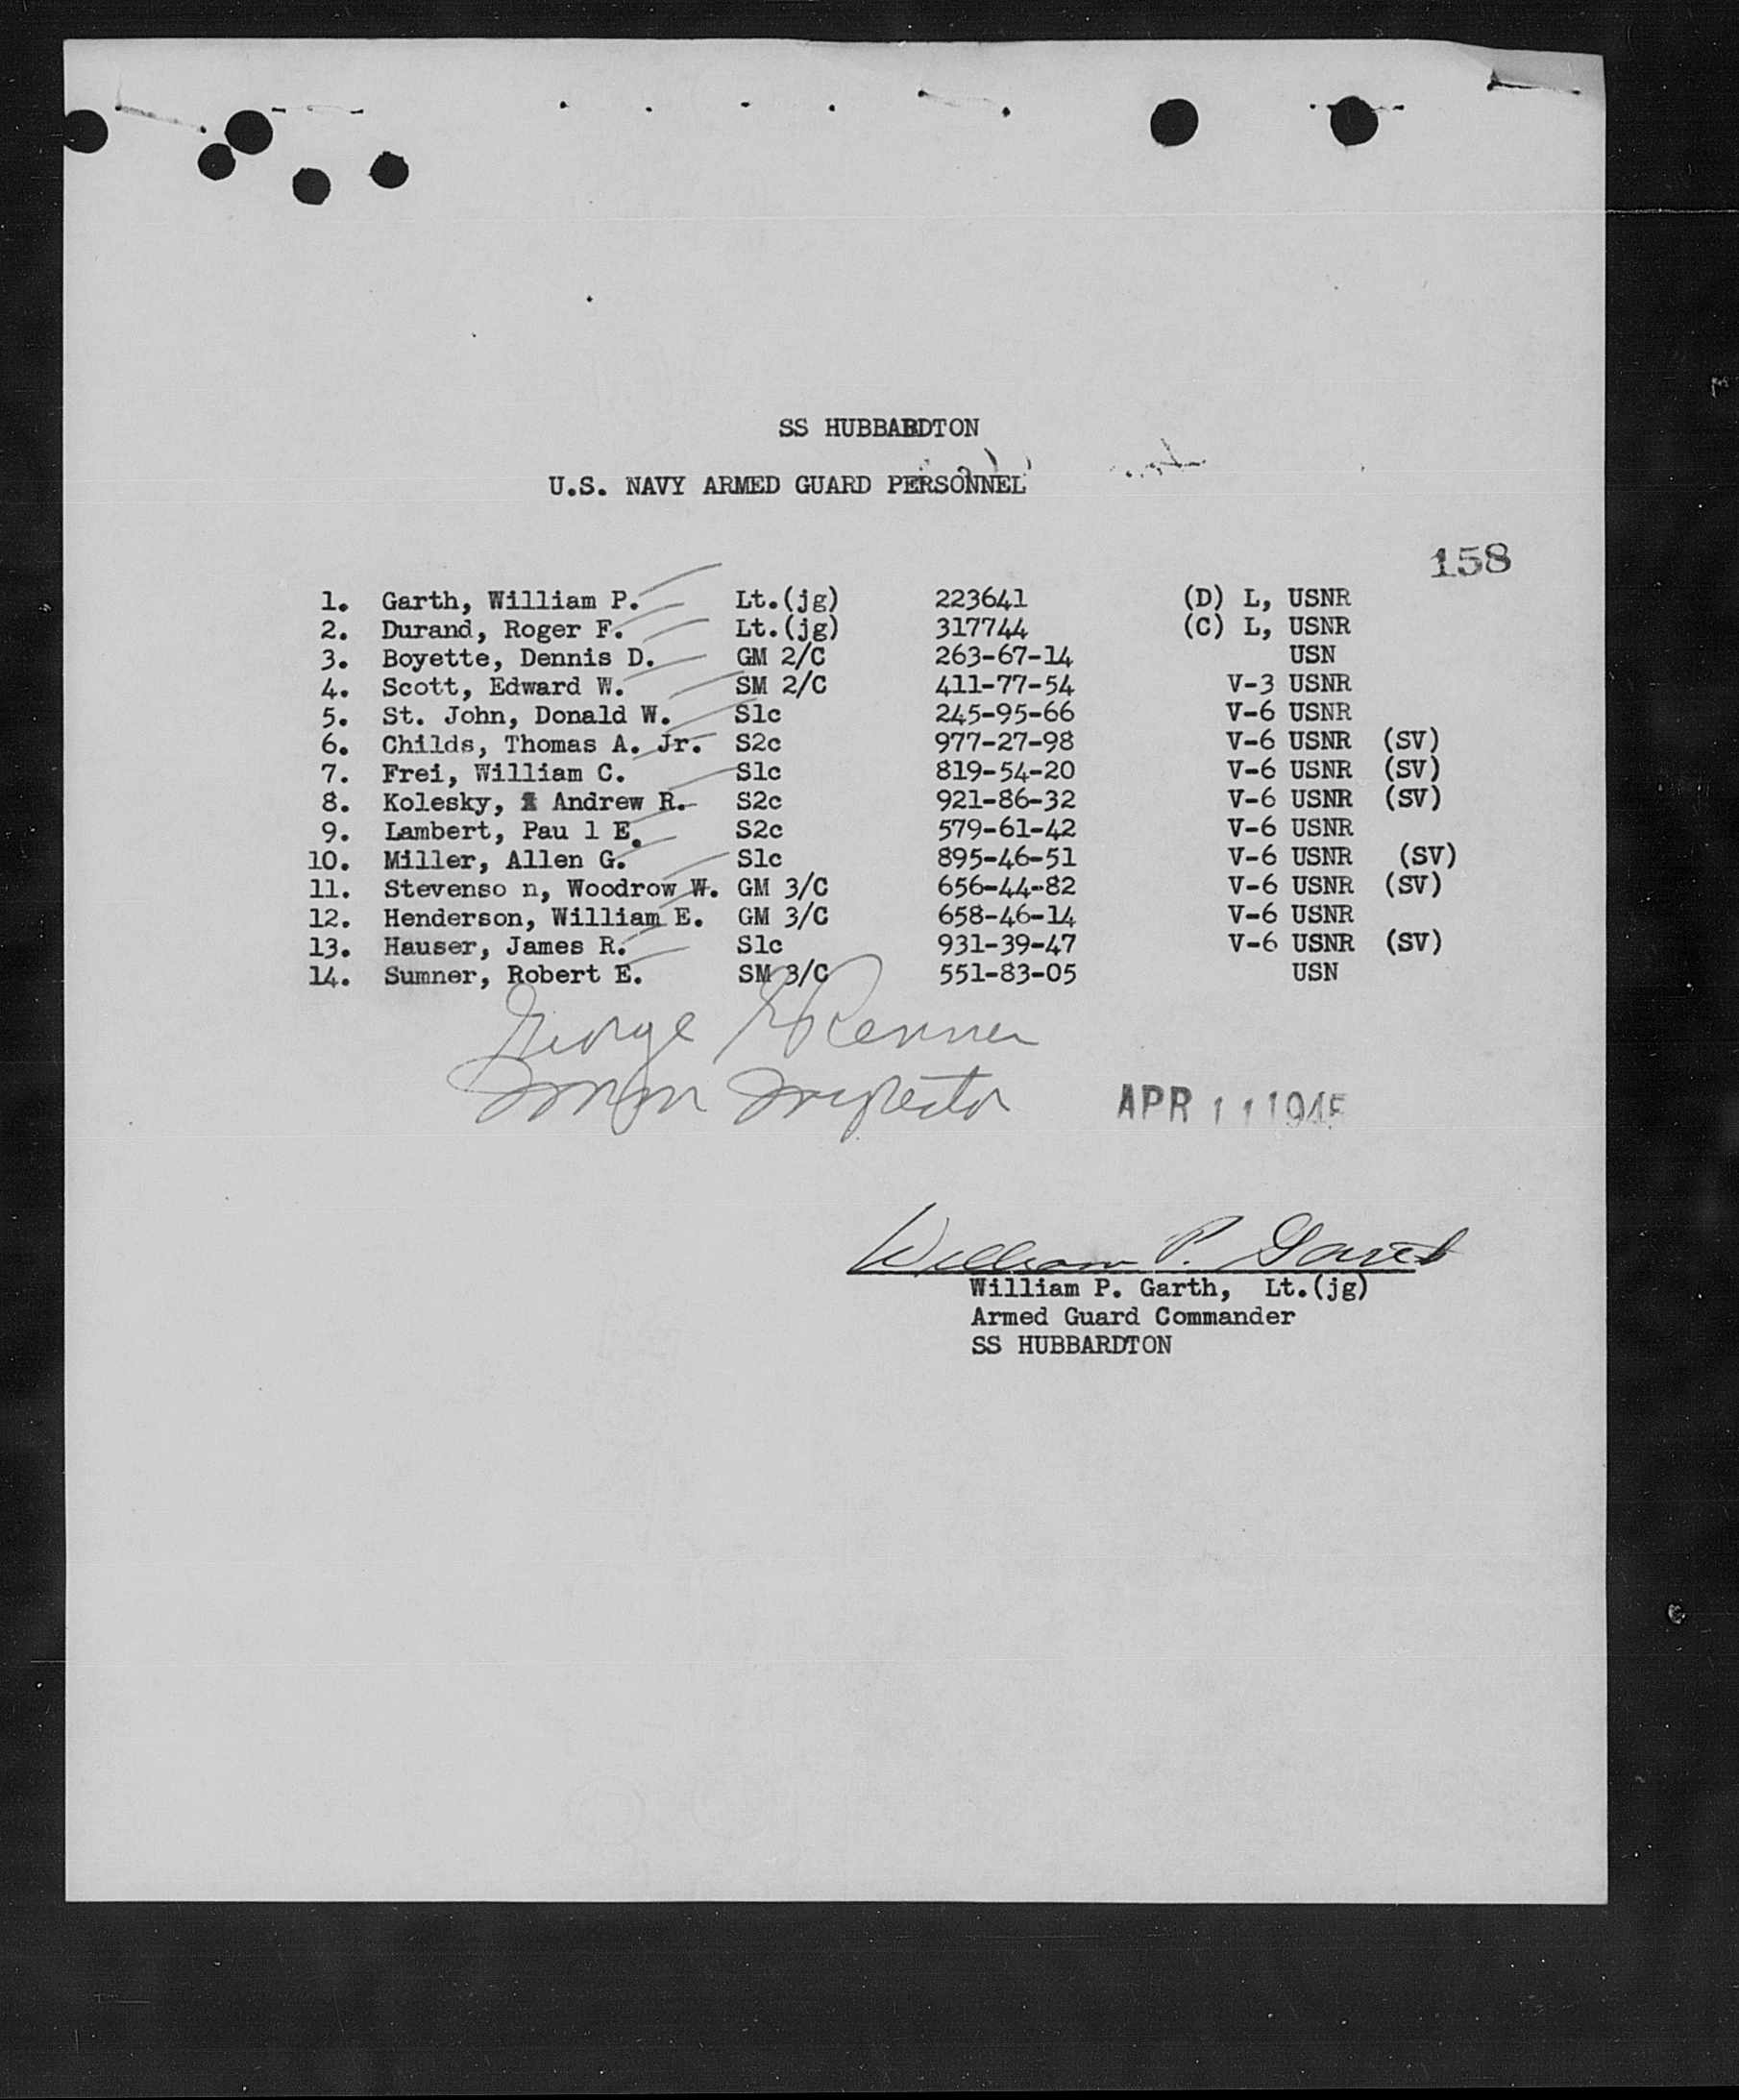 SS HUBBARDTON
U.S. NAVY ARMED GUARD PERSONNEL
158
1. Garth, William P. Lt.(jg) 223641 (D) L, USNR
2. Durand, Roger F. Lt.(jg) 317744 (C) L, USNR
3. Boyette, Dennis D. GM 2/C 263-67-14 USN
4. Scott, Edward W. SM 2/C 411-77-54 V-3 USNR
5. St. John, Donald W. S1c 245-95-66 V-6 USNR
6. Childs, Thomas A. Jr. S2c 977-27-98 V-6 USNR (SV)
7. Frei, William C. S1c 819-54-20 V-6 USNR (SV)
8. Kolesky, Andrew R. S2c 921-86-32 V-6 USNR (SV)
9. Lambert, Pau l E. S2c 579-61-42 V-6 USNR
10. Miller, Allen G. S1c 895-46-51 V-6 USNR (SV)
11. Stevenso n, Woodrow W. GM 3/C 656-44-82 V-6 USNR (SV)
12. Henderson, William E. GM 3/C 658-46-14 V-6 USNR
13. Hauser, James R. S1c 931-39-47 V-6 USNR (SV)
14. Sumner, Robert E. SM 3/C 551-83-05 USN
George Renner
Inspector
APR 11 194
William P. Garth
William P. Garth, Lt.(jg)
Armed Guard Commander
SS HUBBARDTON